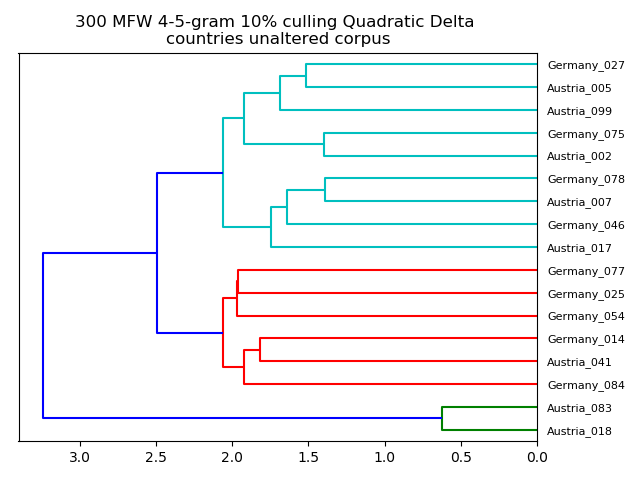 300 MFW 4-5-gram 10% culling Quadratic Delta
countries unaltered corpus
Germany_027
Austria_005
Austria_099
Germany_075
Austria_002
Germany_078
Austria_007
Germany_046
Austria_017
Germany_077
Germany_025
Germany_054
Germany_014
Austria_041
Germany_084
Austria_083
Austria_018
3.0 2.5 2.0 1.5 1.0 0.5 0.0